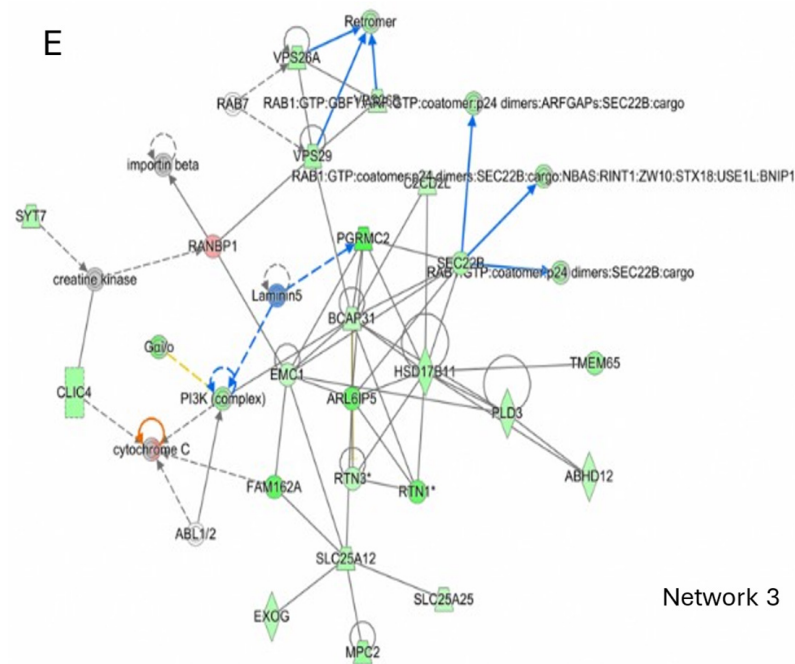 E
Retromer
VPS26A
RAB7
RAB1:GTP:GBF1:ARF:GTP:coatomer:p24 dimers:ARFGAPs:SEC22B:cargo
importin beta
VPS29
RAB1:GTP:coatomer:p24 dimers:SEC22B:cargo:NBAS:RINT1:ZW10:STX18:USE1L:BNIP1
C2CD2L
SYT7
RANBP1
PGRMC2
creatine kinase
SEC22B
RAB1:GTP:coatomer:p24 dimers:SEC22B:cargo
Laminin5
BCAP31
Gαi/o
EMC1
HSD17B11
TMEM65
CLIC4
PI3K (complex)
ARL6IP5
PLD3
cytochrome C
FAM162A
RTN3*
RTN1*
ABHD12
ABL1/2
SLC25A12
EXOG
SLC25A25
Network 3
MPC2